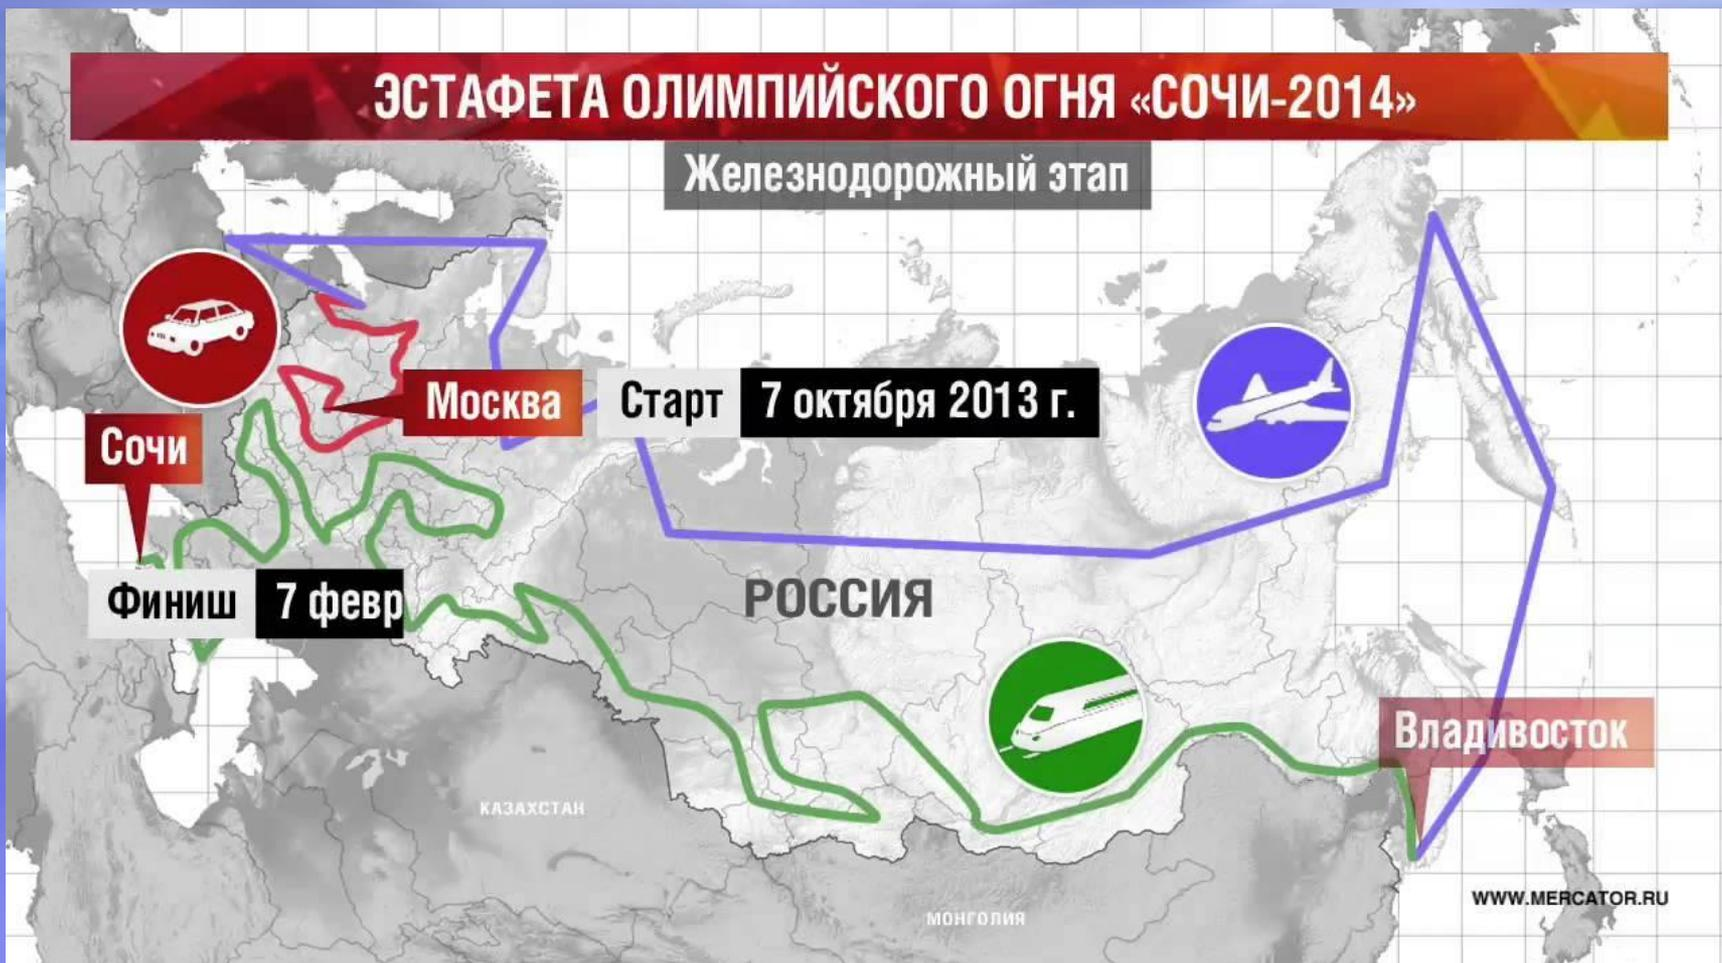 ЭСТАФЕТА ОЛИМПИЙСКОГО ОГНЯ «СОЧИ-2014»
Железнодорожный этап
Москва
Старт 7 октября 2013 г.
Сочи
Финиш 7 февр
РОССИЯ
Владивосток
КАЗАХСТАН
МОНГОЛИЯ
WWW.MERCATOR.RU